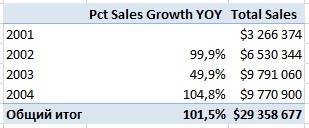 Pct Sales Growth YOY Total Sales
2001 $3 266 374
2002 99,9% $6 530 344
2003 49,9% $9 791 060
2004 104,8% $9 770 900
Общий итог 101,5% $29 358 677